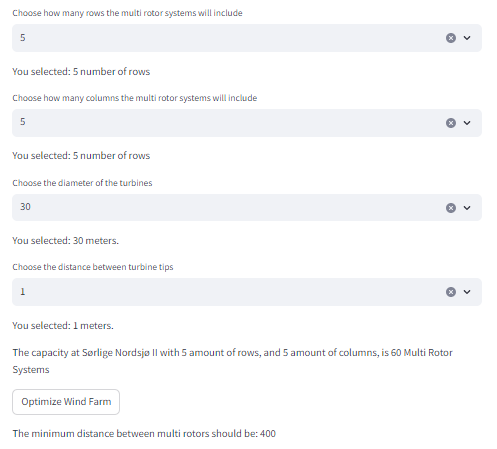 Choose how many rows the multi rotor systems will include
5
You selected: 5 number of rows
Choose how many columns the multi rotor systems will include
5
You selected: 5 number of rows
Choose the diameter of the turbines
30
You selected: 30 meters.
Choose the distance between turbine tips
1
You selected: 1 meters.
The capacity at Sørlige Nordsjø II with 5 amount of rows, and 5 amount of columns, is 60 Multi Rotor
Systems
Optimize Wind Farm
The minimum distance between multi rotors should be: 400